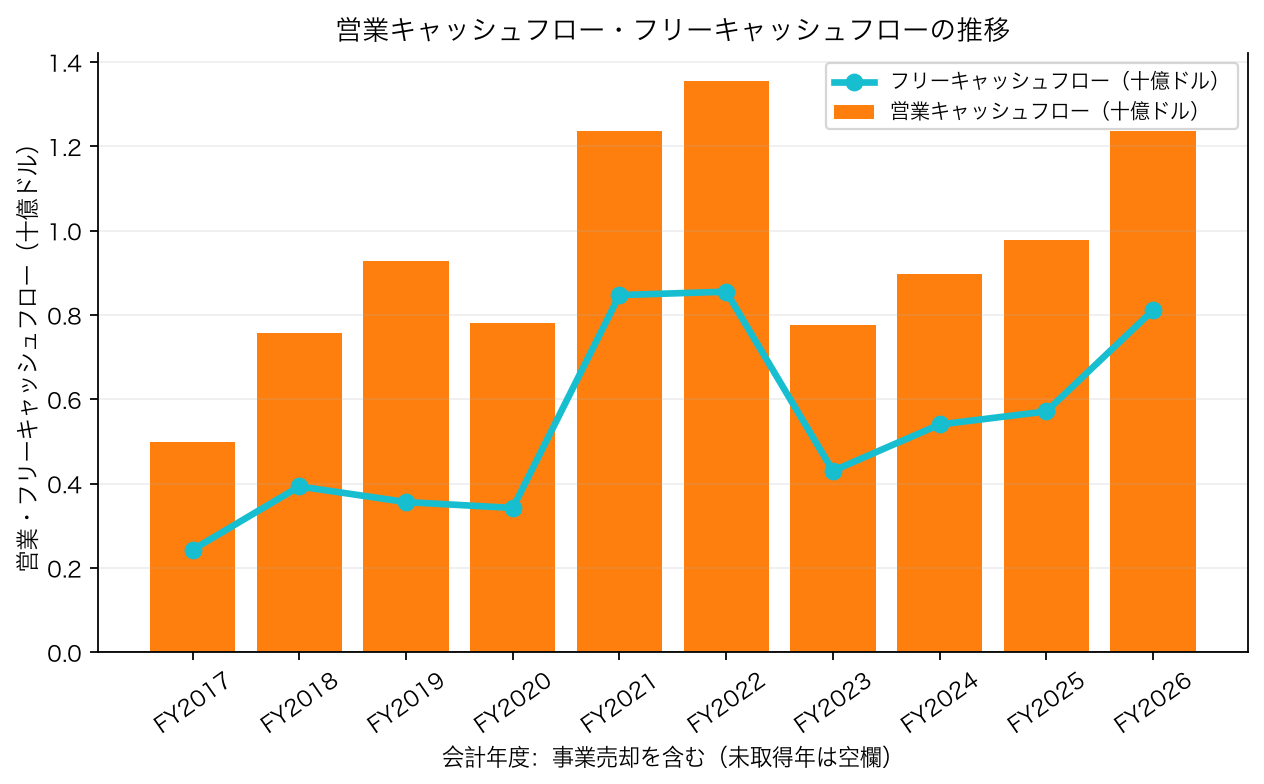 営業キャッシュフロー・フリーキャッシュフローの推移
営業・フリーキャッシュフロー（十億ドル）
1.4
1.2
1.0
0.8
0.6
0.4
0.2
0.0
フリーキャッシュフロー（十億ドル）
営業キャッシュフロー（十億ドル）
FY2017
FY2018
FY2019
FY2020
FY2021
FY2022
FY2023
FY2024
FY2025
FY2026
会計年度：事業売却を含む（未取得年は空欄）